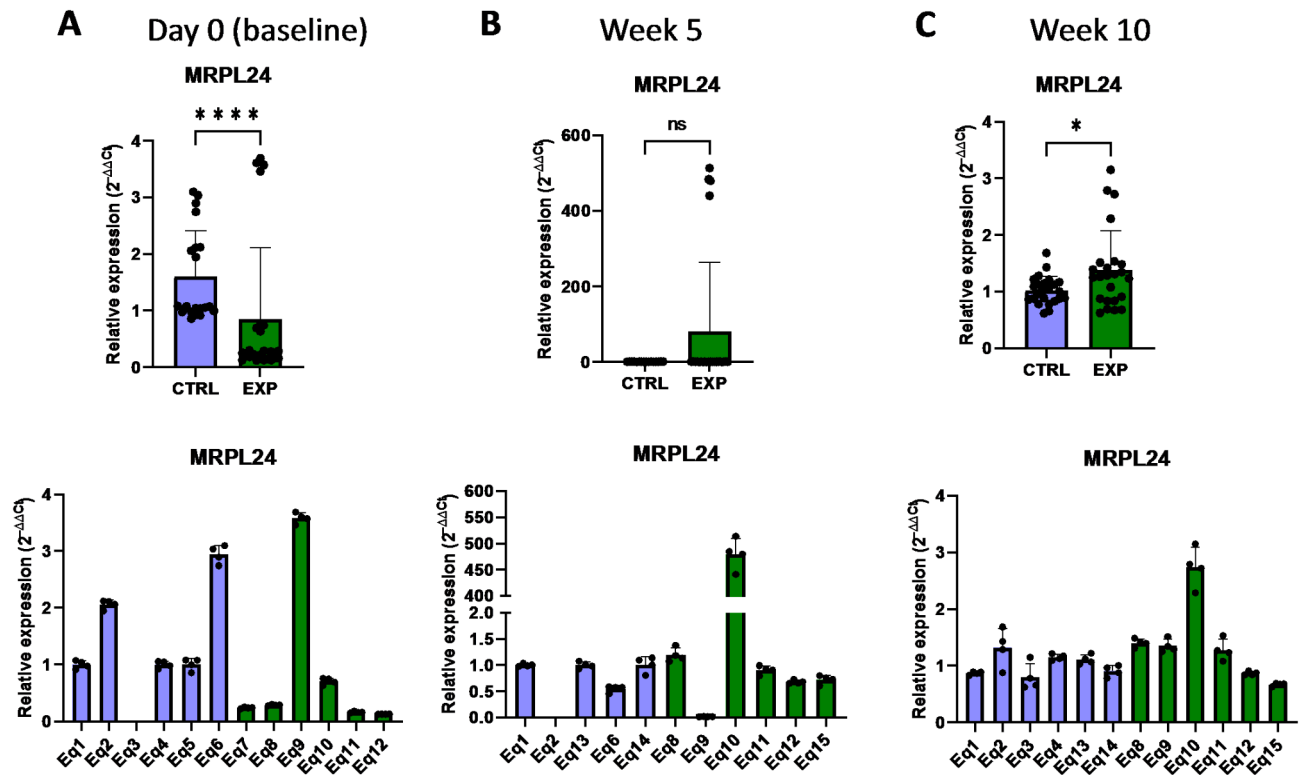 A Day 0 (baseline)
MRPL24
****
Relative expression (2^-ΔΔCt)
4
3
2
1
0
CTRL EXP
B Week 5
MRPL24
ns
Relative expression (2^-ΔΔCt)
600
400
200
0
CTRL EXP
C Week 10
MRPL24
*
Relative expression (2^-ΔΔCt)
4
3
2
1
0
CTRL EXP
MRPL24
Relative expression (2^-ΔΔCt)
4
3
2
1
0
Eq1 Eq2 Eq3 Eq4 Eq5 Eq6 Eq7 Eq8 Eq9 Eq10 Eq11 Eq12
MRPL24
Relative expression (2^-ΔΔCt)
600
550
500
450
400
2.0
1.5
1.0
0.5
0.0
Eq1 Eq2 Eq13 Eq6 Eq14 Eq8 Eq9 Eq10 Eq11 Eq12 Eq15
MRPL24
Relative expression (2^-ΔΔCt)
4
3
2
1
0
Eq1 Eq2 Eq3 Eq4 Eq13 Eq14 Eq8 Eq9 Eq10 Eq11 Eq12 Eq15